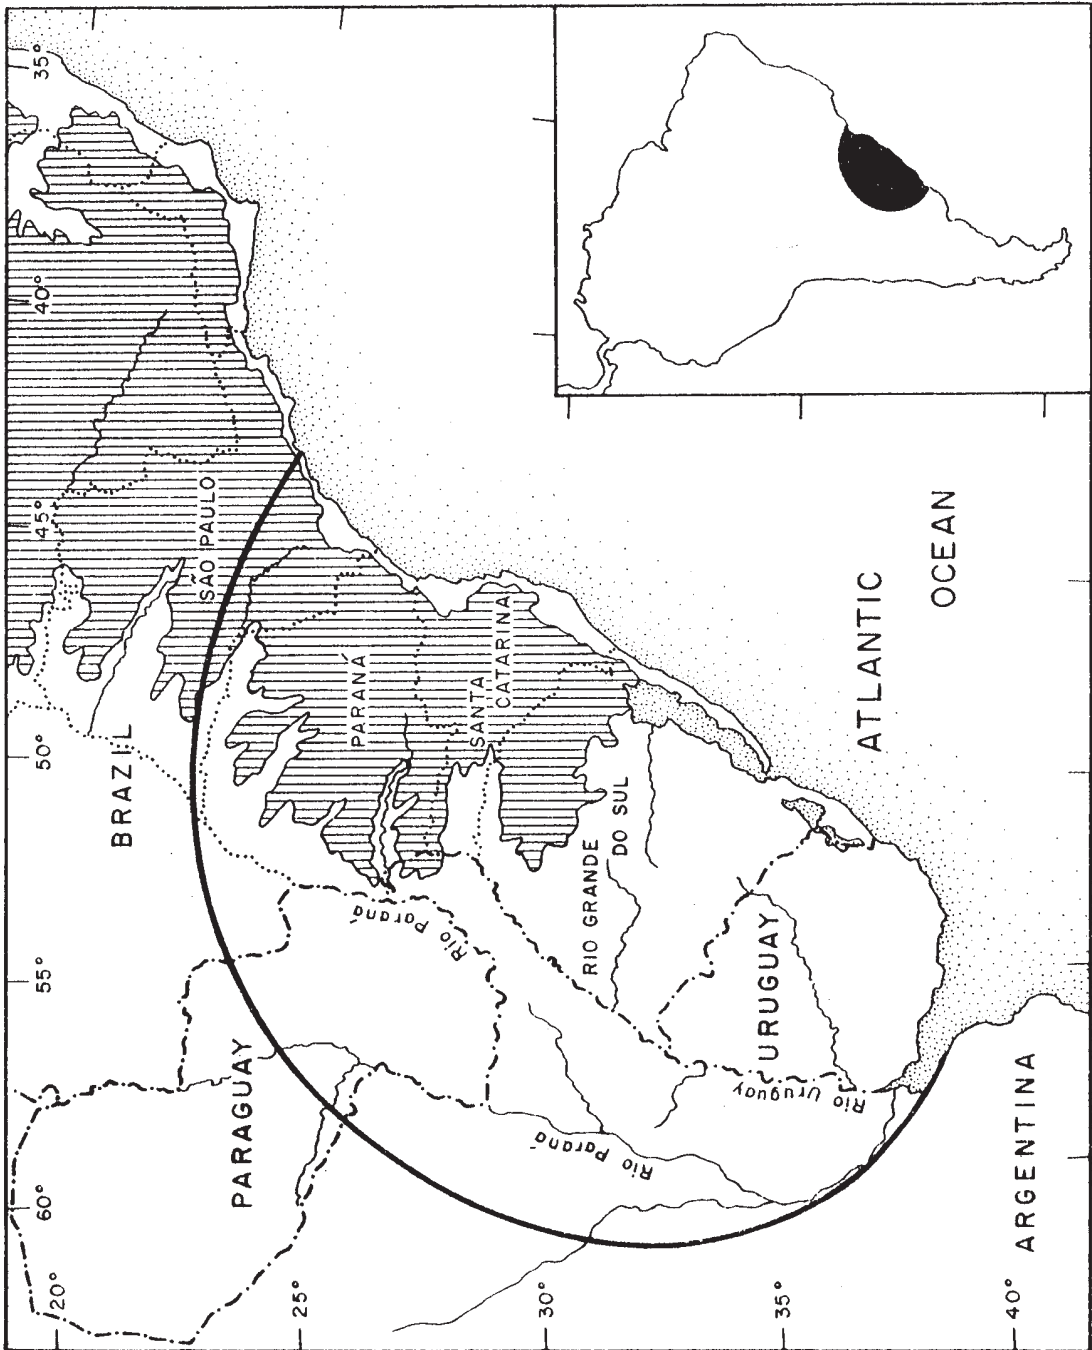 35°
40°
45°
50°
55°
60°
20°
25°
30°
35°
40°
BRAZIL
SÃO PAULO
PARANÁ
SANTA
CATARINA
RIO GRANDE
DO SUL
Rio Paraná
PARAGUAY
Rio Paraná
URUGUAY
Rio Uruguay
ARGENTINA
ATLANTIC
OCEAN